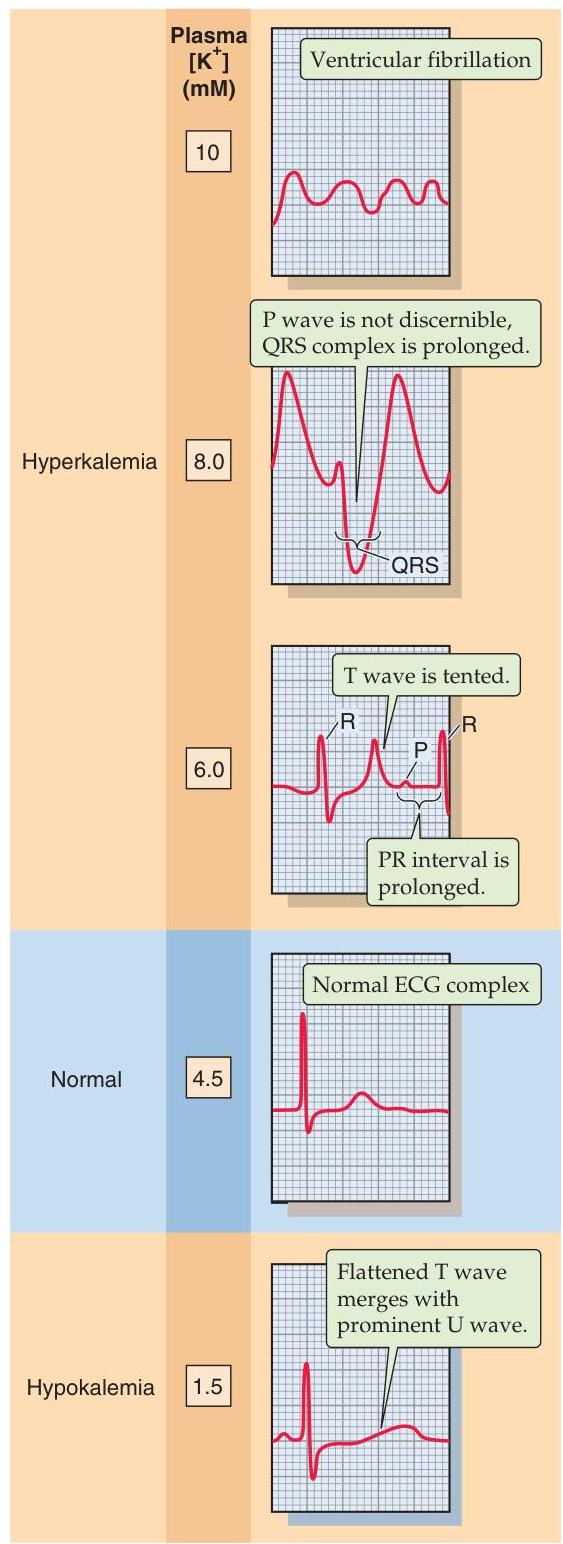 Plasma
[K+]
(mM)
Ventricular fibrillation
10
P wave is not discernible,
QRS complex is prolonged.
Hyperkalemia
8.0
QRS
T wave is tented.
R
R
P
6.0
PR interval is
prolonged.
Normal ECG complex
Normal
4.5
Flattened T wave
merges with
prominent U wave.
Hypokalemia
1.5